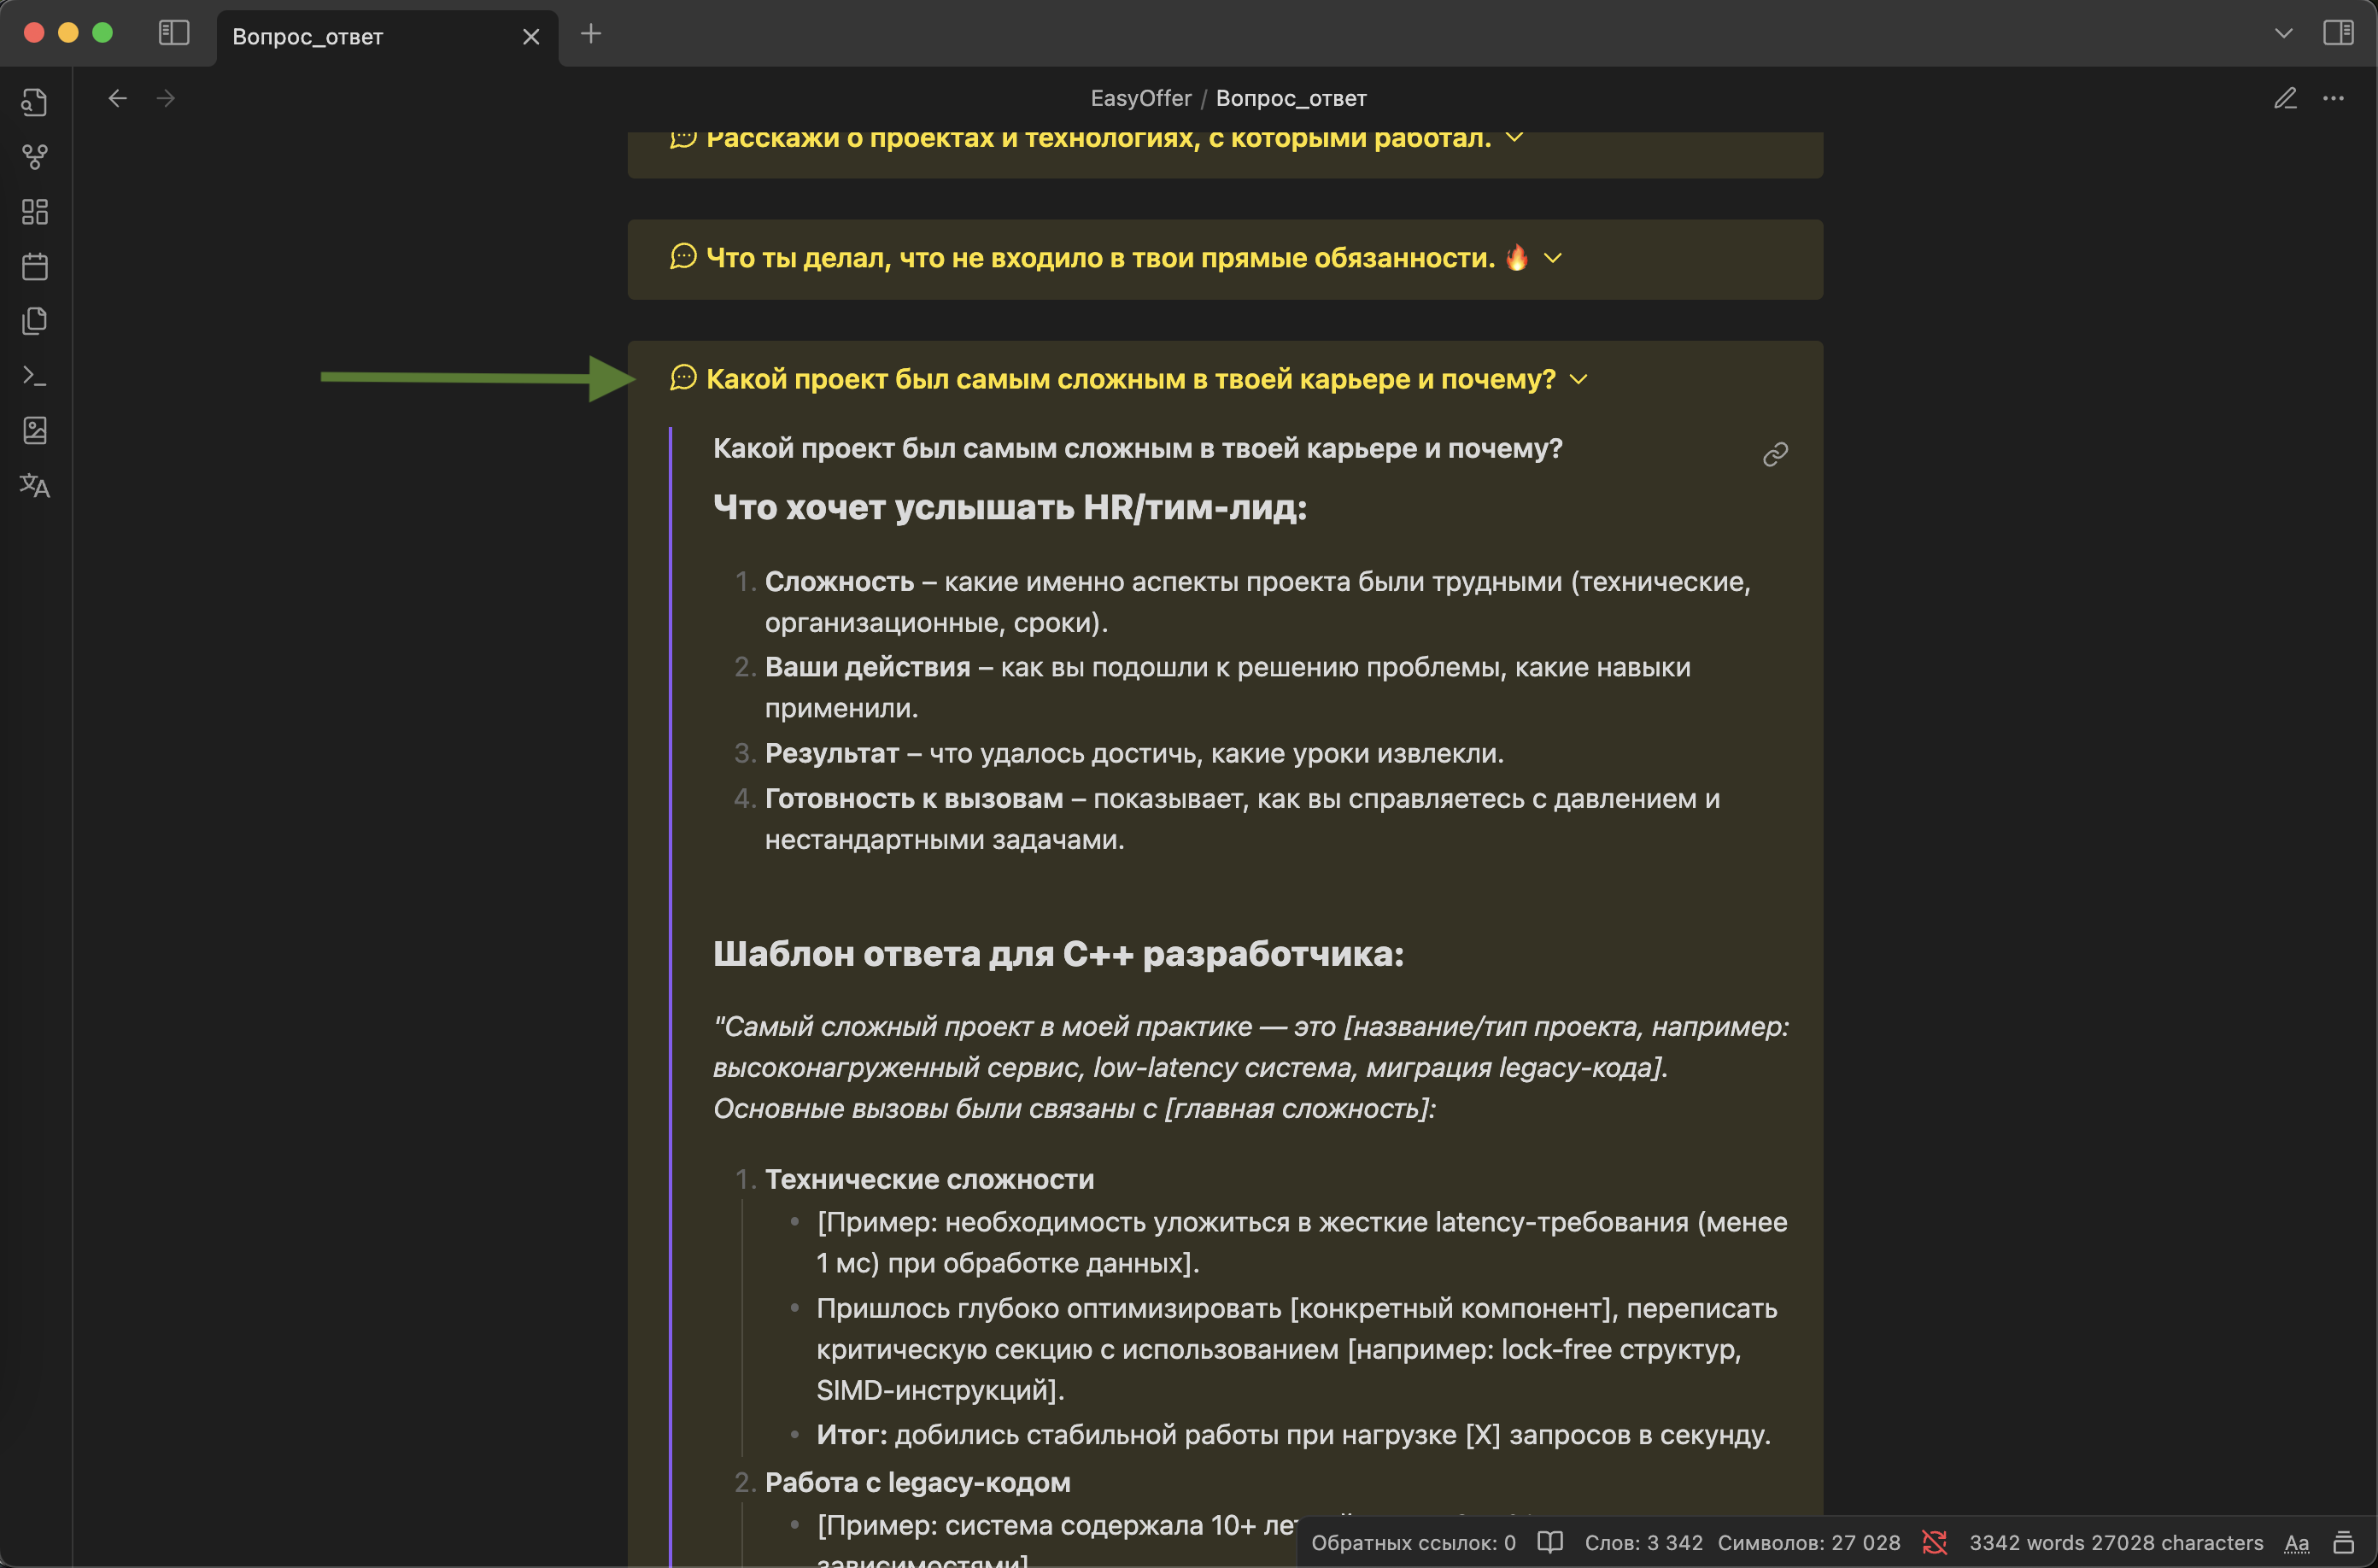 Вопрос_ответ
EasyOffer / Вопрос_ответ
Расскажи о проектах и технологиях, с которыми работал.
Что ты делал, что не входило в твои прямые обязанности. 🔥
Какой проект был самым сложным в твоей карьере и почему?
Какой проект был самым сложным в твоей карьере и почему?
Что хочет услышать HR/тим-лид:
1. Сложность – какие именно аспекты проекта были трудными (технические,
организационные, сроки).
2. Ваши действия – как вы подошли к решению проблемы, какие навыки
применили.
3. Результат – что удалось достичь, какие уроки извлекли.
4. Готовность к вызовам – показывает, как вы справляетесь с давлением и
нестандартными задачами.
Шаблон ответа для C++ разработчика:
"Самый сложный проект в моей практике — это [название/тип проекта, например:
высоконагруженный сервис, low-latency система, миграция legacy-кода].
Основные вызовы были связаны с [главная сложность]:
1. Технические сложности
• [Пример: необходимость уложиться в жесткие latency-требования (менее
1 мс) при обработке данных].
• Пришлось глубоко оптимизировать [конкретный компонент], переписать
критическую секцию с использованием [например: lock-free структур,
SIMD-инструкций].
• Итог: добились стабильной работы при нагрузке [X] запросов в секунду.
2. Работа с legacy-кодом
• [Пример: система содержала 10+
зависимостями]
Обратных ссылок: 0 Слов: 3 342 Символов: 27 028 3342 words 27028 characters Aa